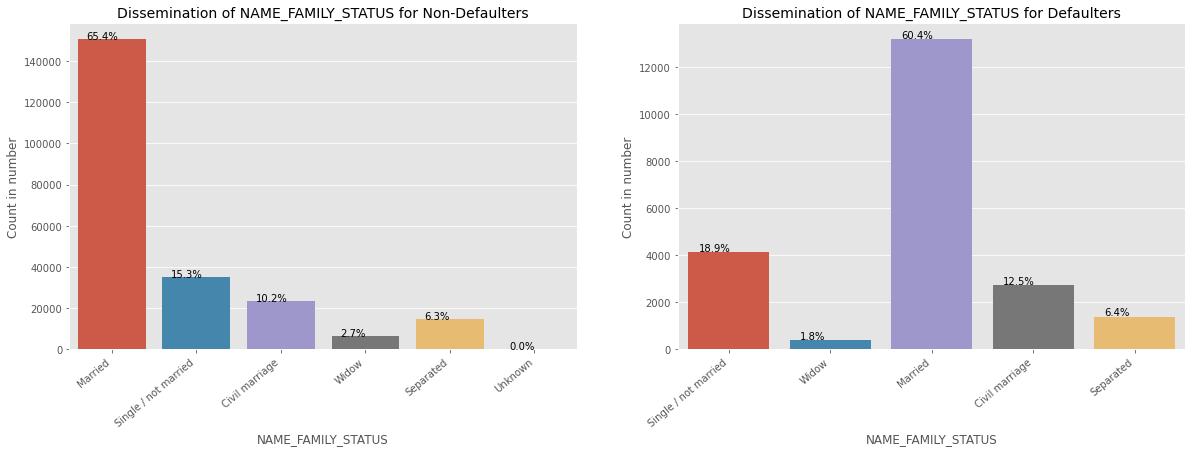 Dissemination of NAME_FAMILY_STATUS for Non-Defaulters
65.4%
15.3%
10.2%
2.7%
6.3%
0.0%
140000
120000
100000
80000
60000
40000
20000
0
Count in number
Married
Single / not married
Civil marriage
Widow
Separated
Unknown
NAME_FAMILY_STATUS
Dissemination of NAME_FAMILY_STATUS for Defaulters
18.9%
1.8%
60.4%
12.5%
6.4%
12000
10000
8000
6000
4000
2000
0
Count in number
Single / not married
Widow
Married
Civil marriage
Separated
NAME_FAMILY_STATUS